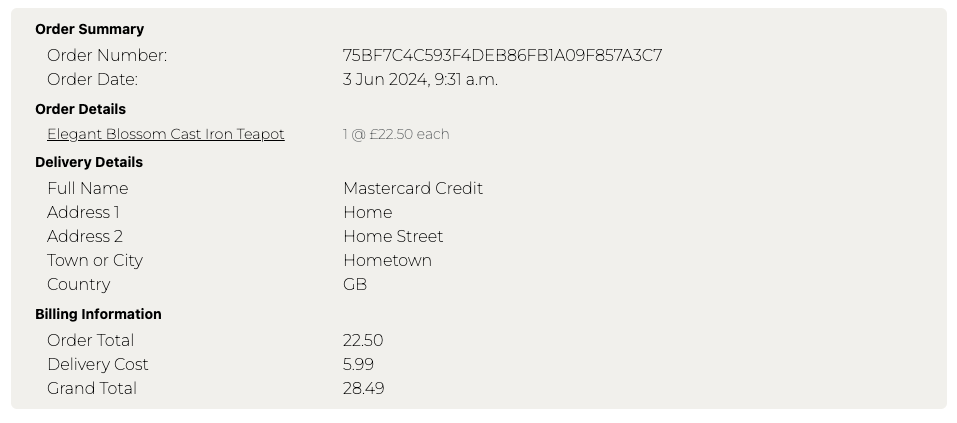 Order Summary
Order Number: 75BF7C4C593F4DEB86FB1A09F857A3C7
Order Date: 3 Jun 2024, 9:31 a.m.
Order Details
Elegant Blossom Cast Iron Teapot 1 @ £22.50 each
Delivery Details
Full Name Mastercard Credit
Address 1 Home
Address 2 Home Street
Town or City Hometown
Country GB
Billing Information
Order Total 22.50
Delivery Cost 5.99
Grand Total 28.49